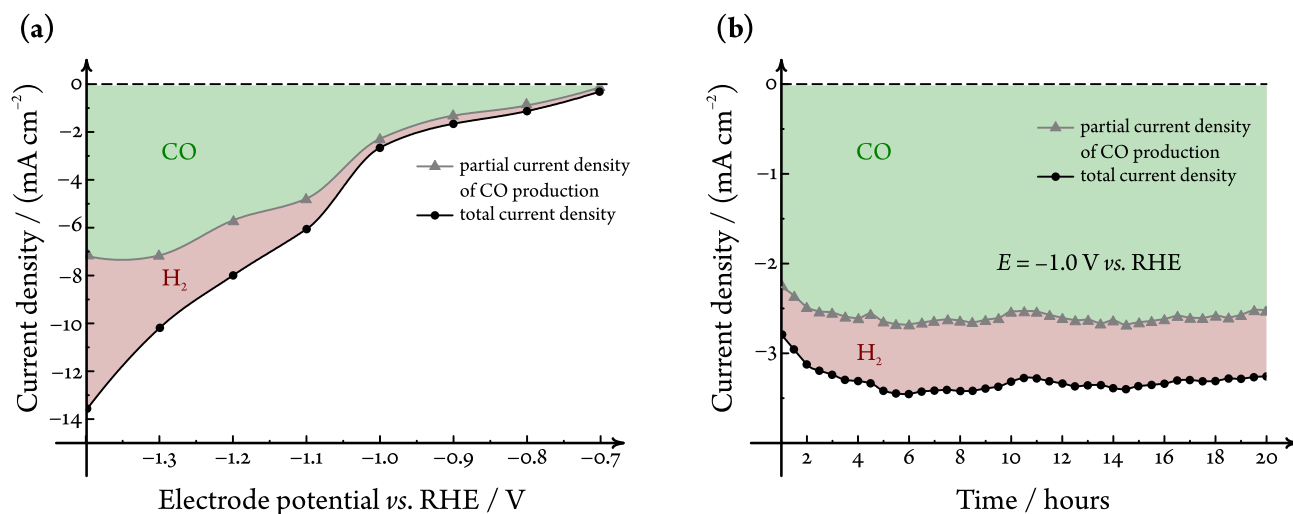 (a)
0
−2
−4
−6
−8
−10
−12
−14
Current density / (mA cm⁻²)
CO
H₂
partial current density
of CO production
total current density
−1.3 −1.2 −1.1 −1.0 −0.9 −0.8 −0.7
Electrode potential vs. RHE / V
(b)
0
−1
−2
−3
Current density / (mA cm⁻²)
CO
partial current density
of CO production
total current density
E = −1.0 V vs. RHE
H₂
2 4 6 8 10 12 14 16 18 20
Time / hours